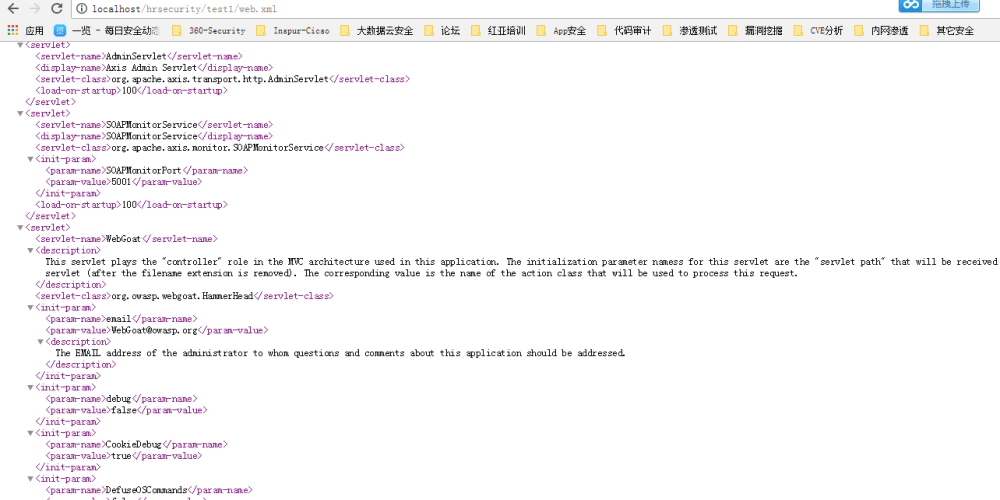 localhost/hrsecurity/test1/web.xml
拖拽上传
应用 一览 - 每日安全动态 360-Security Inspur-Cicso 大数据云安全 论坛 红亚培训 App安全 代码审计 渗透测试 漏洞挖掘 CVE分析 内网渗透 其它安全
<servlet>
<servlet-name>AdminServlet</servlet-name>
<display-name>Axis Admin Servlet</display-name>
<servlet-class>org.apache.axis.transport.http.AdminServlet</servlet-class>
<load-on-startup>100</load-on-startup>
</servlet>
<servlet>
<servlet-name>SOAPMonitorService</servlet-name>
<display-name>SOAPMonitorService</display-name>
<servlet-class>org.apache.axis.monitor.SOAPMonitorService</servlet-class>
<init-param>
<param-name>SOAPMonitorPort</param-name>
<param-value>5001</param-value>
</init-param>
<load-on-startup>100</load-on-startup>
</servlet>
<servlet>
<servlet-name>WebGoat</servlet-name>
<description>
This servlet plays the "controller" role in the MVC architecture used in this application. The initialization parameter namess for this servlet are the "servlet path" that will be received
servlet (after the filename extension is removed). The corresponding value is the name of the action class that will be used to process this request.
</description>
<servlet-class>org.owasp.webgoat.HammerHead</servlet-class>
<init-param>
<param-name>email</param-name>
<param-value>WebGoat@owasp.org</param-value>
<description>
The EMAIL address of the administrator to whom questions and comments about this application should be addressed.
</description>
</init-param>
<init-param>
<param-name>debug</param-name>
<param-value>false</param-value>
</init-param>
<init-param>
<param-name>CookieDebug</param-name>
<param-value>true</param-value>
</init-param>
<init-param>
<param-name>DefuseOSCommands</param-name>